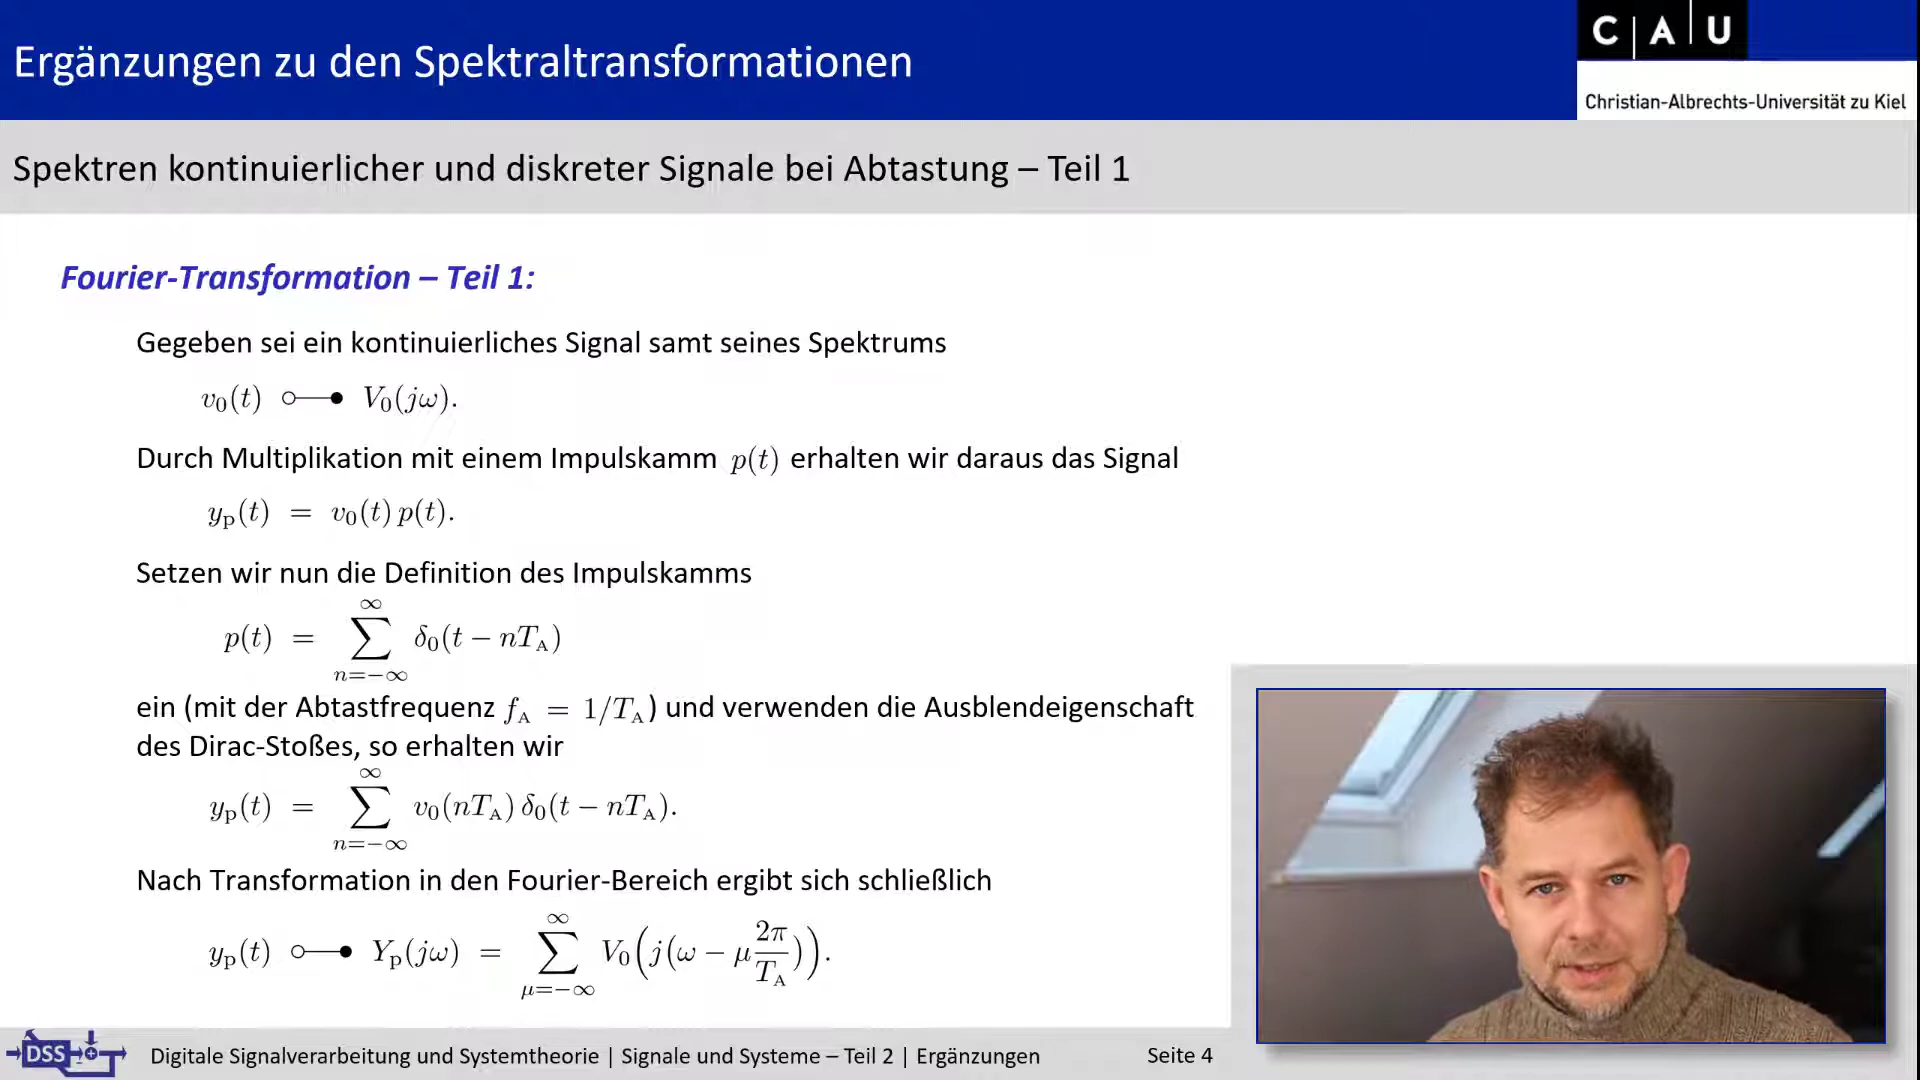 Ergänzungen zu den Spektraltransformationen
C A U
Christian-Albrechts-Universität zu Kiel
Spektren kontinuierlicher und diskreter Signale bei Abtastung – Teil 1
Fourier-Transformation – Teil 1:
Gegeben sei ein kontinuierliches Signal samt seines Spektrums
v₀(t) ○—● V₀(jω).
Durch Multiplikation mit einem Impulskamm p(t) erhalten wir daraus das Signal
yₚ(t) = v₀(t) p(t).
Setzen wir nun die Definition des Impulskamms
p(t) = ∑_{n=−∞}^{∞} δ₀(t − nT_A)
ein (mit der Abtastfrequenz f_A = 1/T_A) und verwenden die Ausblendeigenschaft
des Dirac-Stoßes, so erhalten wir
yₚ(t) = ∑_{n=−∞}^{∞} v₀(nT_A) δ₀(t − nT_A).
Nach Transformation in den Fourier-Bereich ergibt sich schließlich
yₚ(t) ○—● Yₚ(jω) = ∑_{μ=−∞}^{∞} V₀(j(ω − μ 2π/T_A)).
DSS Digitale Signalverarbeitung und Systemtheorie | Signale und Systeme – Teil 2 | Ergänzungen Seite 4